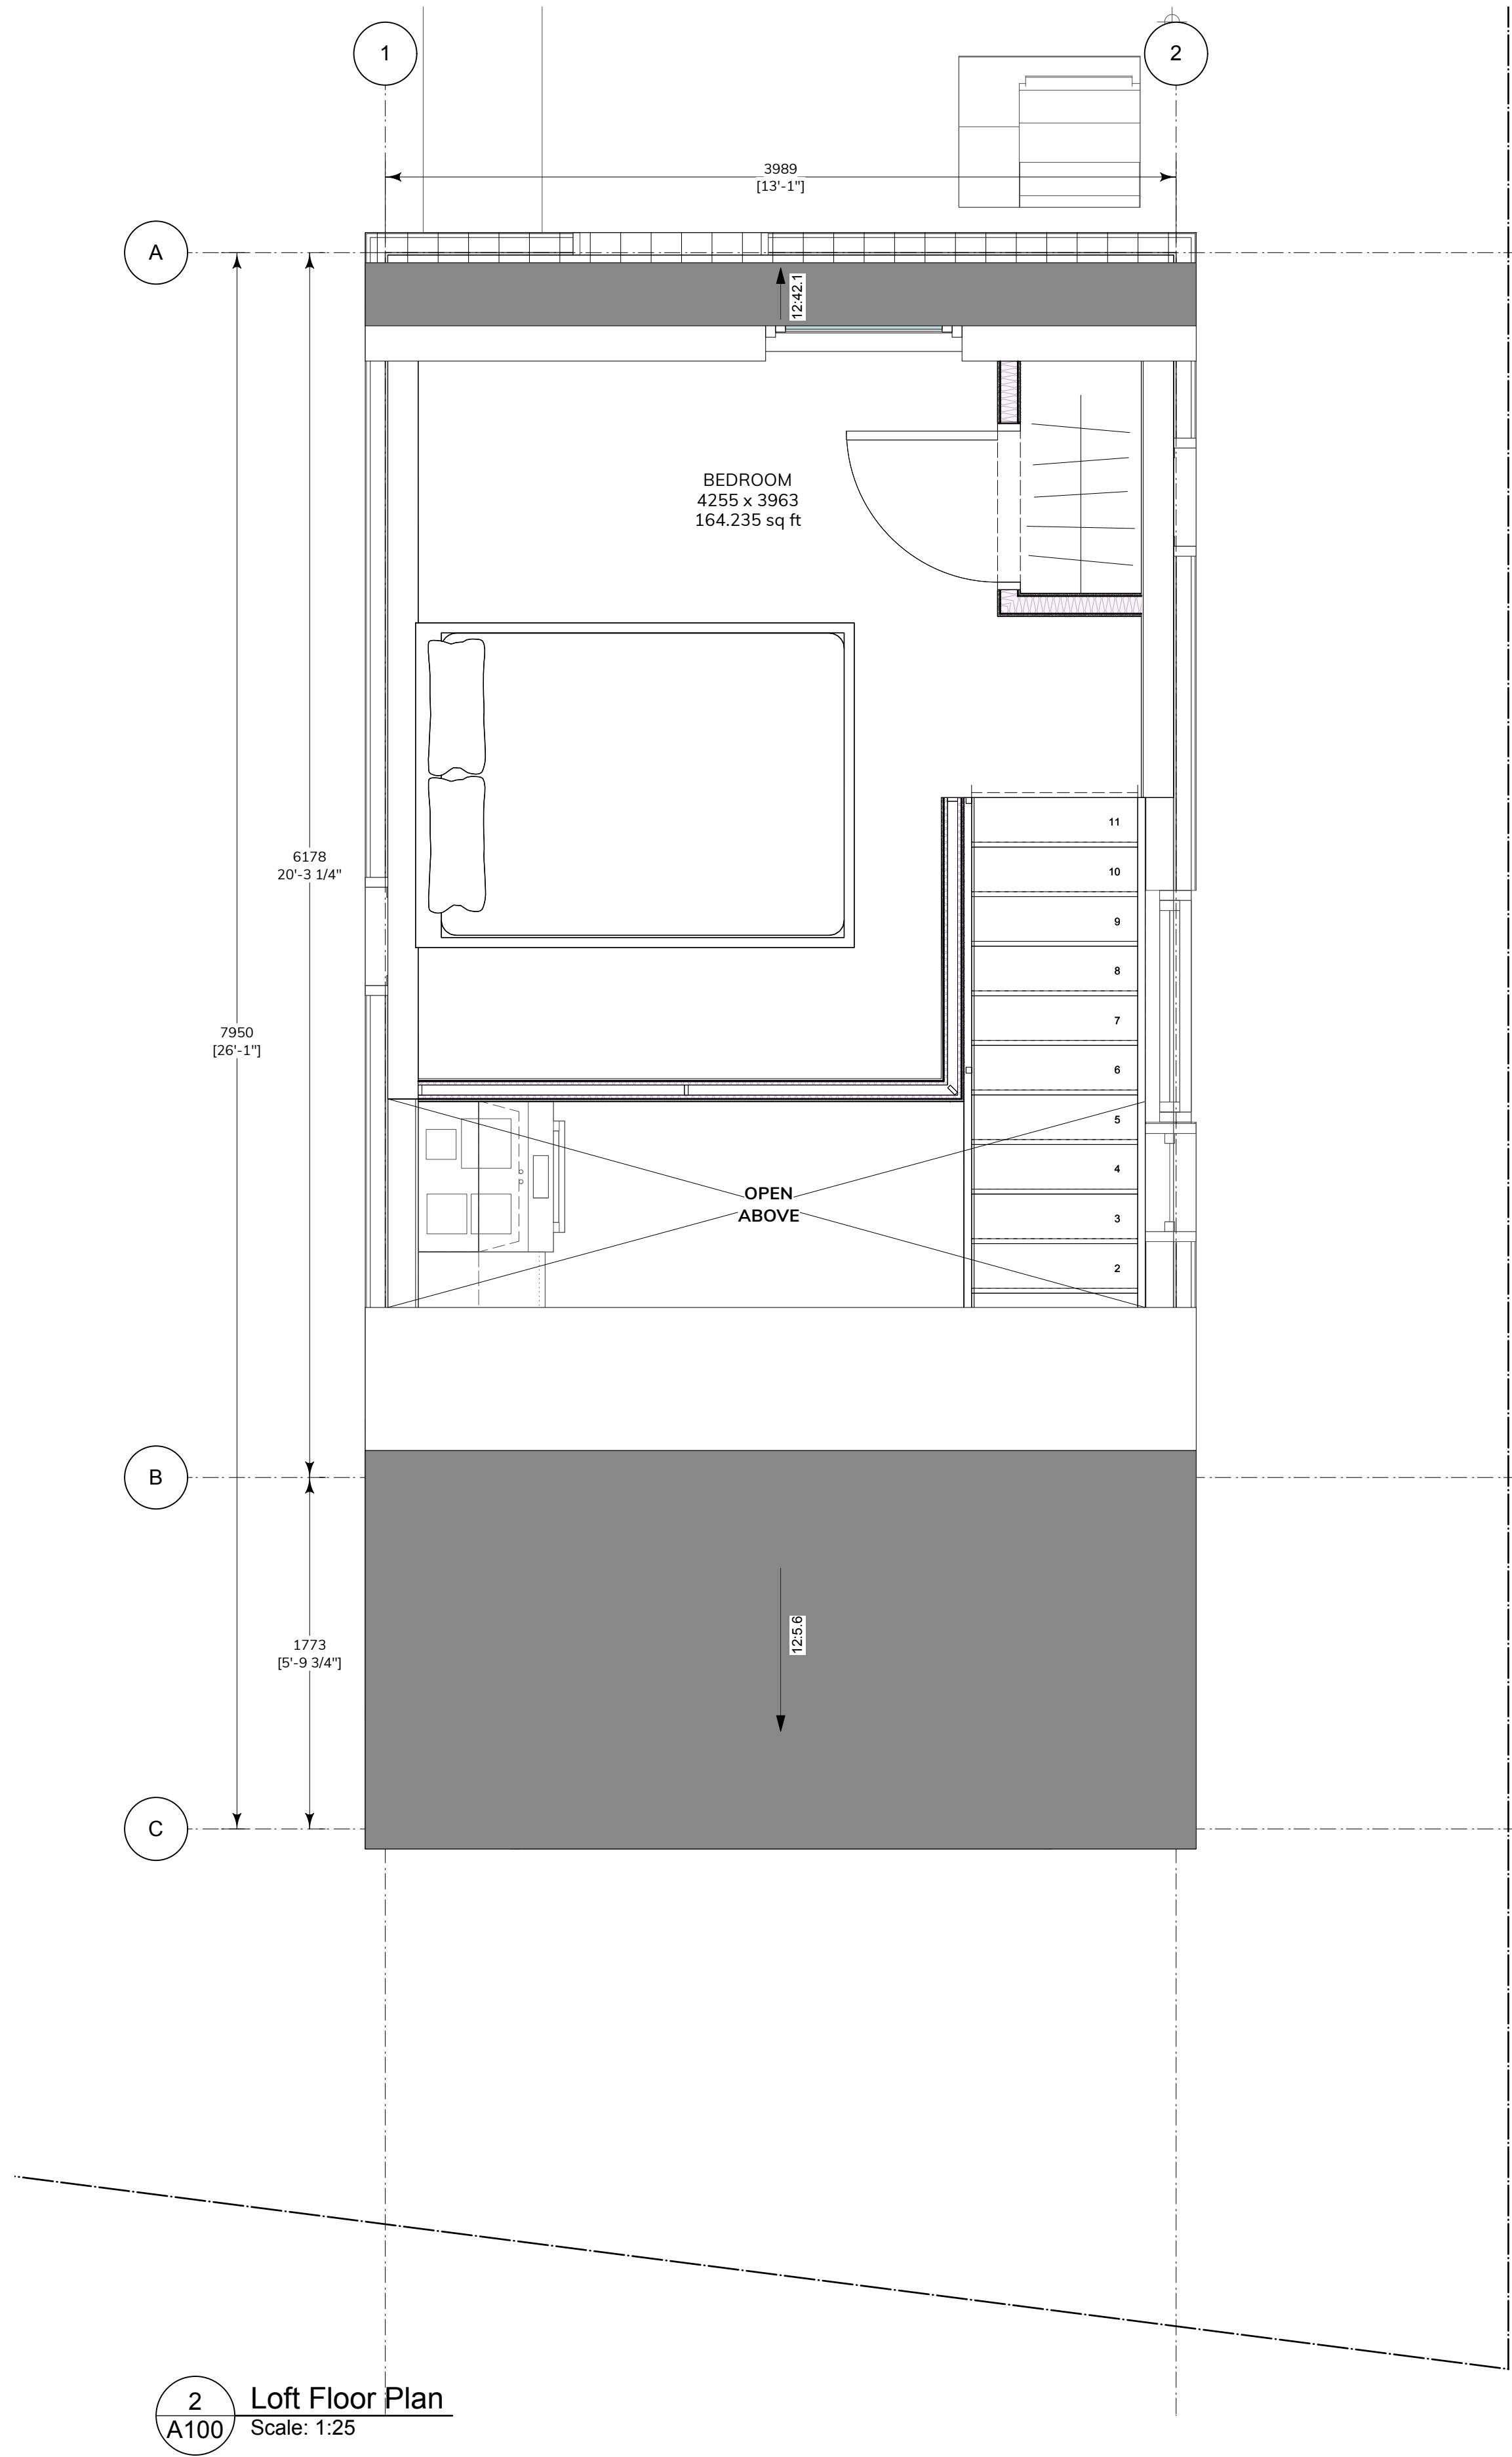 1
2
3989
[13'-1"]
A
12:42.1
BEDROOM
4255 x 3963
164.235 sq ft
11
10
9
8
7
6
5
4
3
2
6178
20'-3 1/4"
7950
[26'-1"]
OPEN
ABOVE
B
1773
[5'-9 3/4"]
12:5.6
C
2
A100
Loft Floor Plan
Scale: 1:25